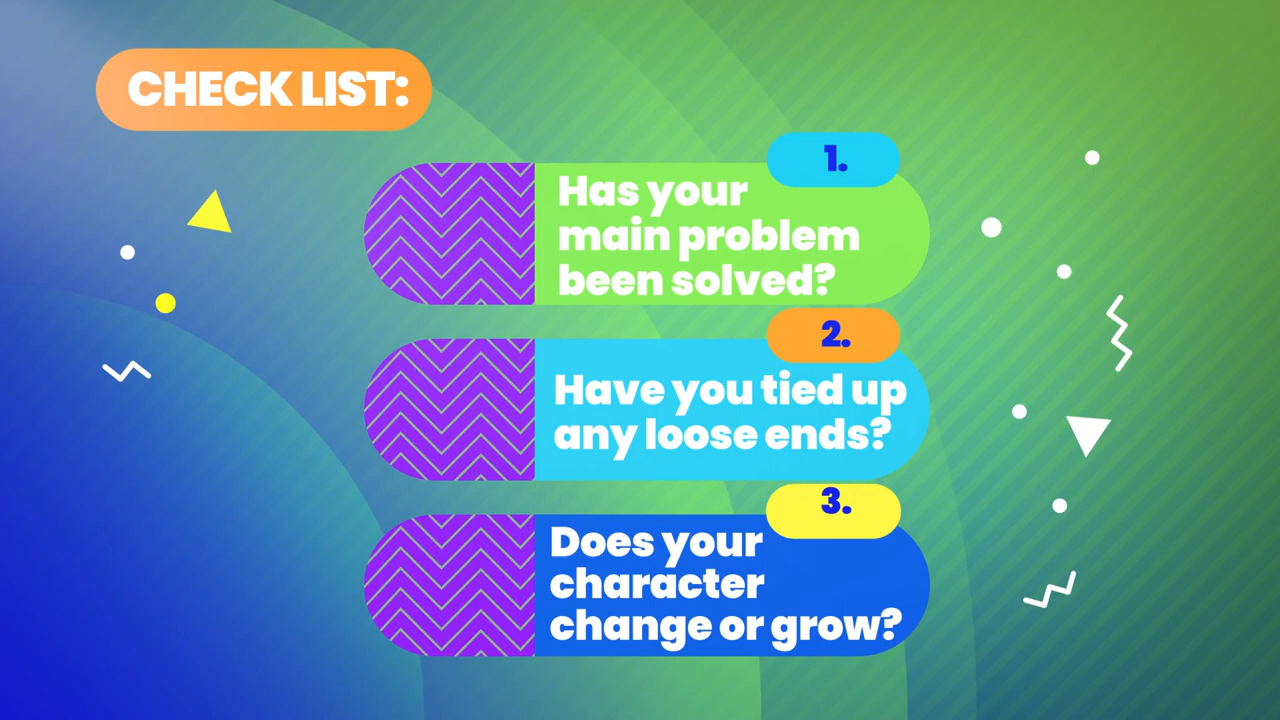 CHECK LIST:
1.
Has your
main problem
been solved?
2.
Have you tied up
any loose ends?
3.
Does your
character
change or grow?